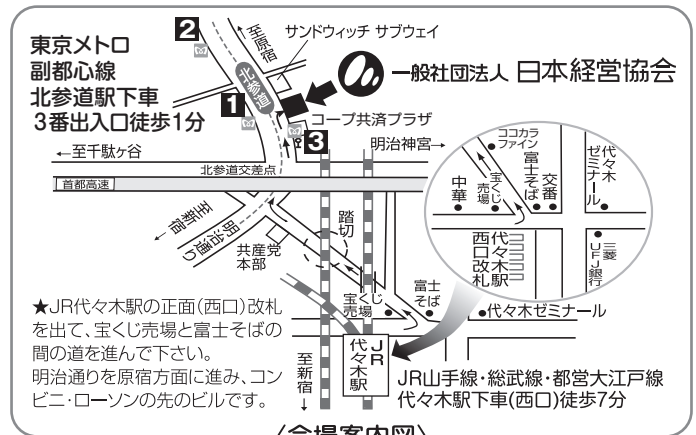 東京メトロ
副都心線
北参道駅下車
3番出入口徒歩1分
2
至原宿
サンドウィッチ サブウェイ
北参道
一般社団法人 日本経営協会
1
コープ共済プラザ
3
←至千駄ヶ谷
明治神宮→
北参道交差点
首都高速
至新宿
明治通り
共産党
本部
踏切
宝くじ
売場
富士
そば
代々木ゼミナール
JR
代々木駅
至新宿
ココカラ
ファイン
中華
宝くじ
売場
富士そば
交番
代々木
ゼミナール
代々木駅
西口改札
三菱
UFJ銀行
★JR代々木駅の正面(西口)改札
を出て、宝くじ売場と富士そばの
間の道を進んで下さい。
明治通りを原宿方面に進み、コン
ビニ・ローソンの先のビルです。
JR山手線・総武線・都営大江戸線
代々木駅下車(西口)徒歩7分
〈会場案内図〉